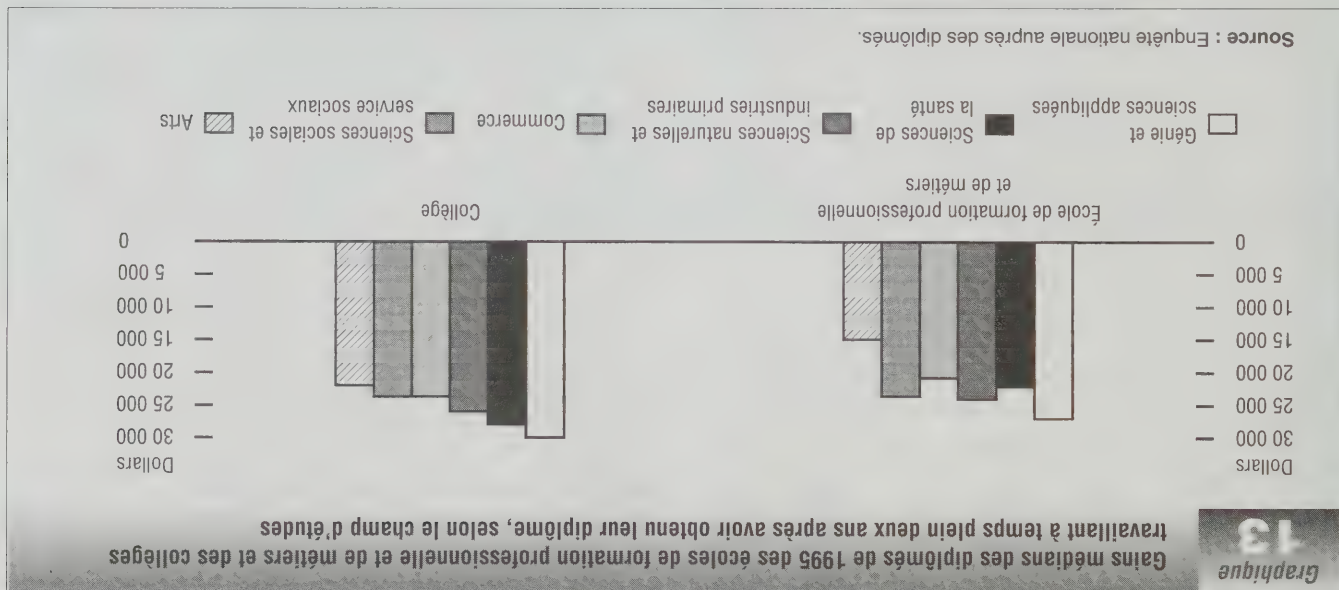 Graphique
13
Gains médians des diplômés de 1995 des écoles de formation professionnelle et de métiers et des collèges
travaillant à temps plein deux ans après avoir obtenu leur diplôme, selon le champ d'études
Dollars
30 000
25 000
20 000
15 000
10 000
5 000
0
École de formation professionnelle
et de métiers
Collège
Dollars
30 000
25 000
20 000
15 000
10 000
5 000
0
Génie et
sciences appliquées
Sciences de
la santé
Sciences naturelles et
industries primaires
Commerce
Sciences sociales et
service sociaux
Arts
Source : Enquête nationale auprès des diplômés.